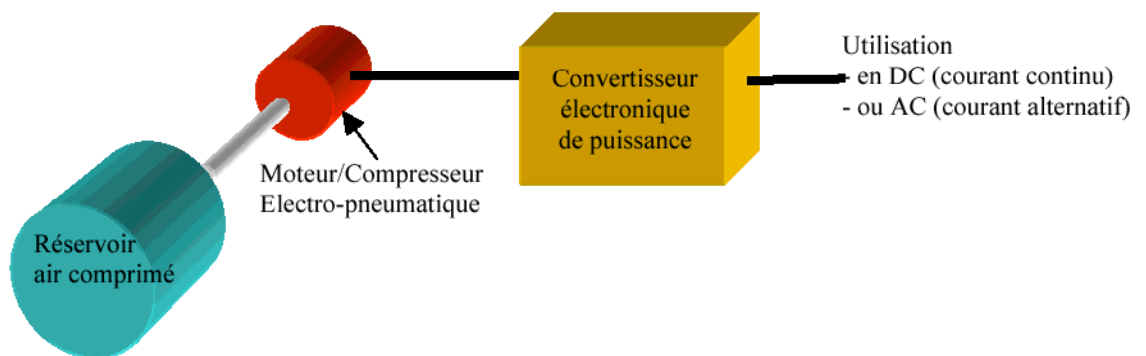 Réservoir
air comprimé
Moteur/Compresseur
Electro-pneumatique
Convertisseur
électronique
de puissance
Utilisation
- en DC (courant continu)
- ou AC (courant alternatif)